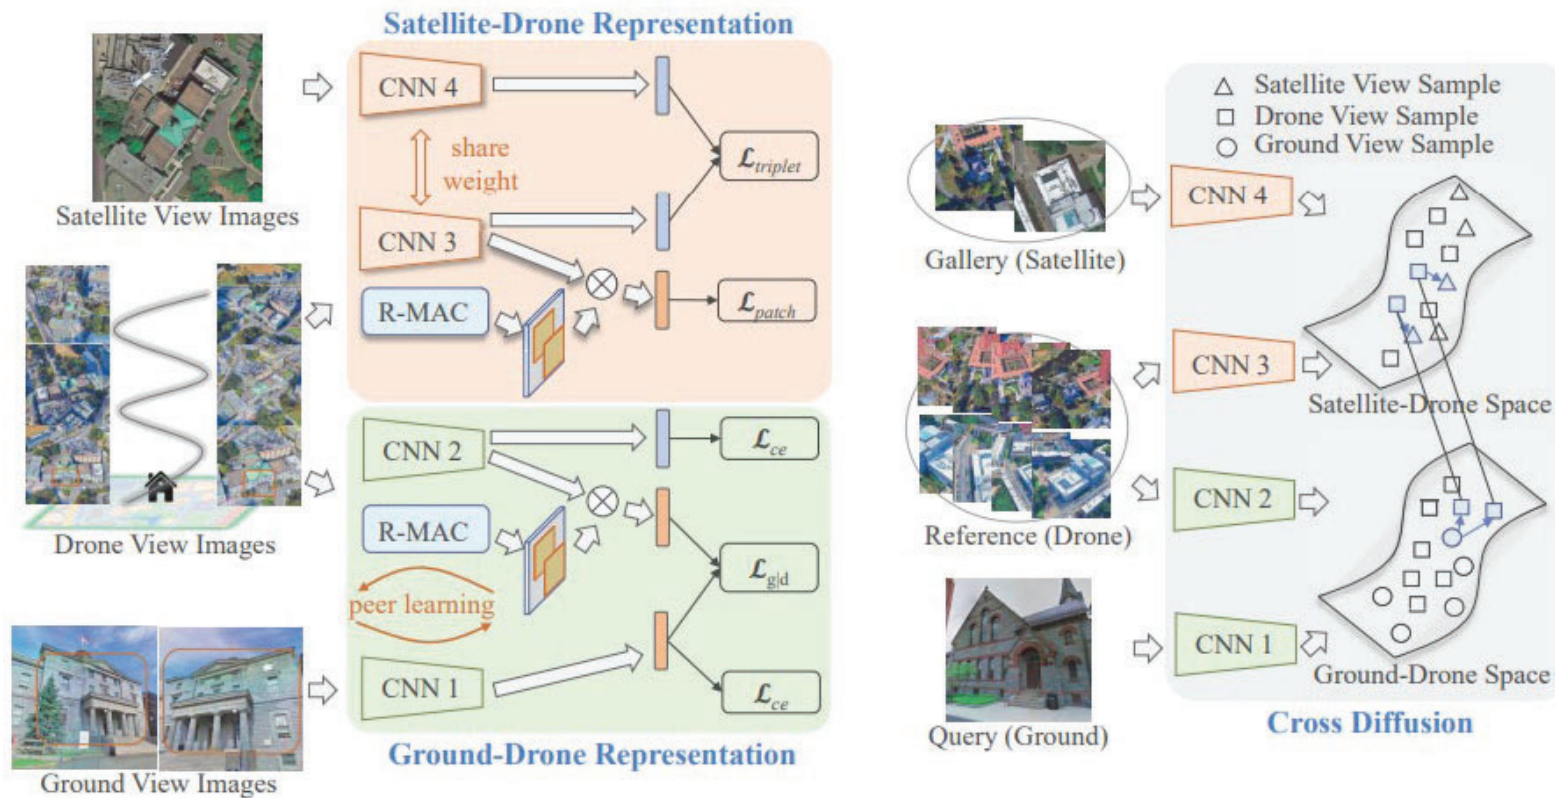 Satellite-Drone Representation
CNN 4
share
weight
ℒtriplet
Satellite View Images
CNN 3
R-MAC
ℒpatch
CNN 2
ℒce
Drone View Images
R-MAC
ℒg|d
peer learning
CNN 1
ℒce
Ground View Images
Ground-Drone Representation
Satellite View Sample
Drone View Sample
Ground View Sample
CNN 4
Gallery (Satellite)
CNN 3
Satellite-Drone Space
CNN 2
Reference (Drone)
CNN 1
Ground-Drone Space
Query (Ground)
Cross Diffusion